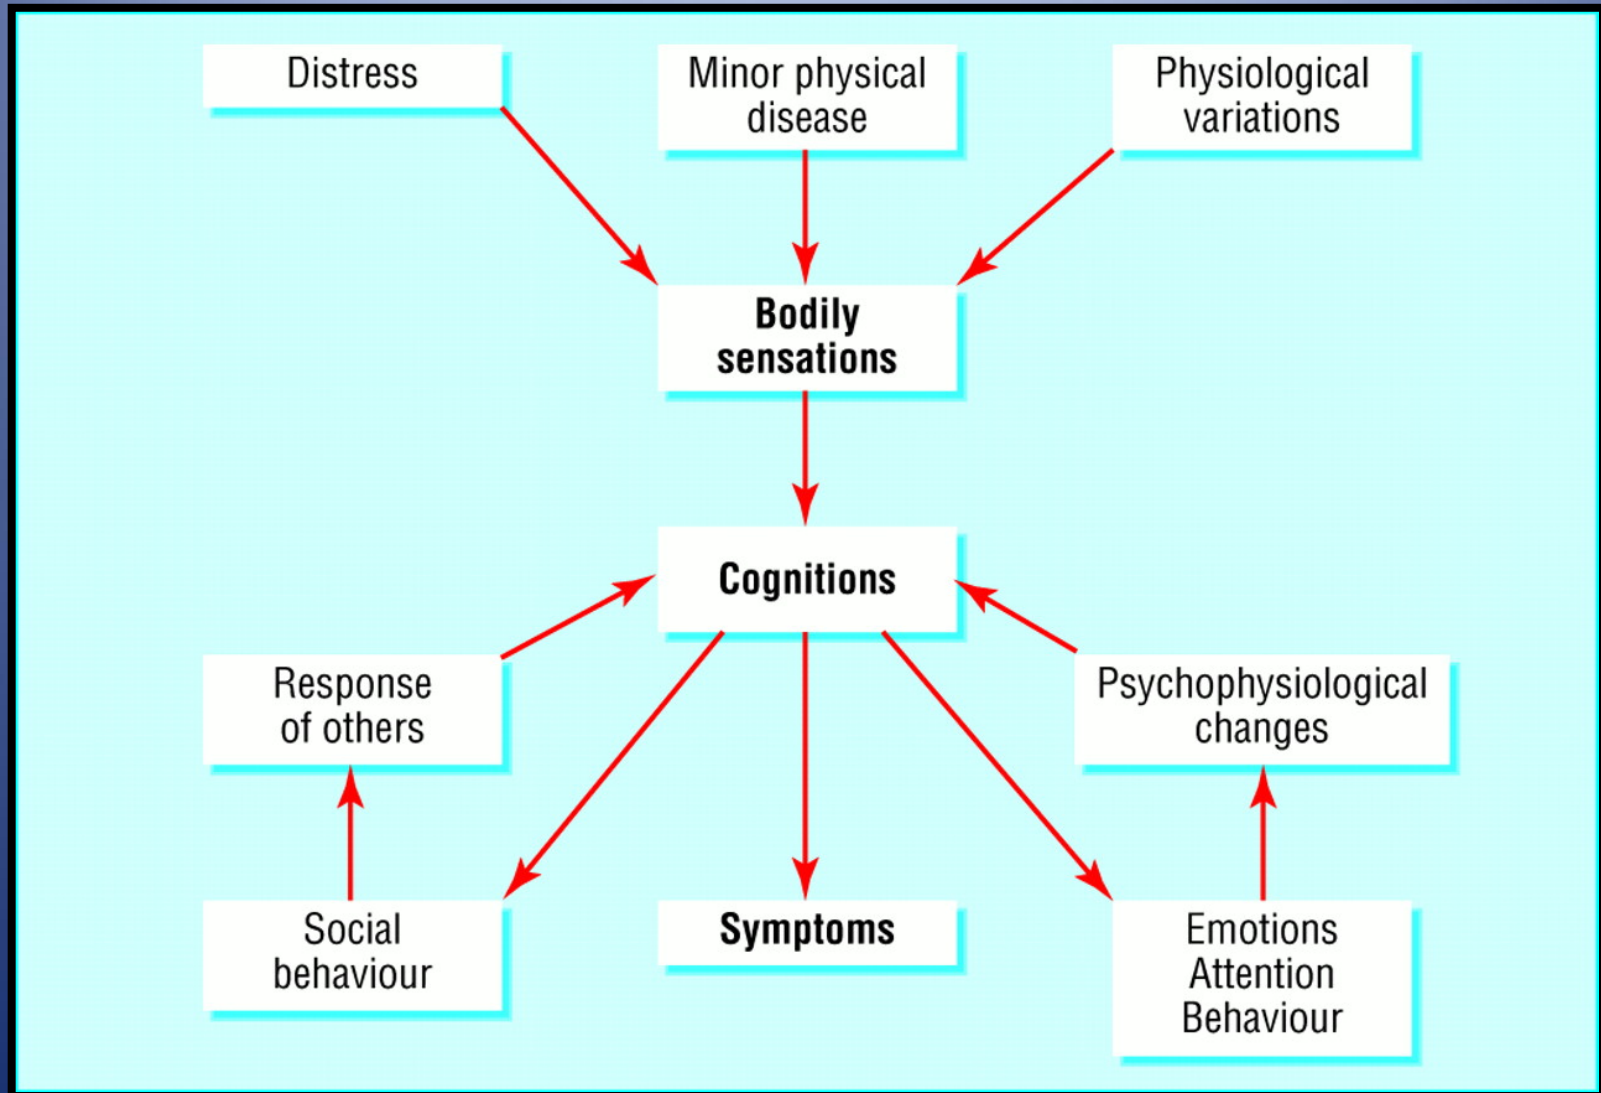 Distress
Minor physical
disease
Physiological
variations
Bodily
sensations
Cognitions
Response
of others
Psychophysiological
changes
Social
behaviour
Symptoms
Emotions
Attention
Behaviour